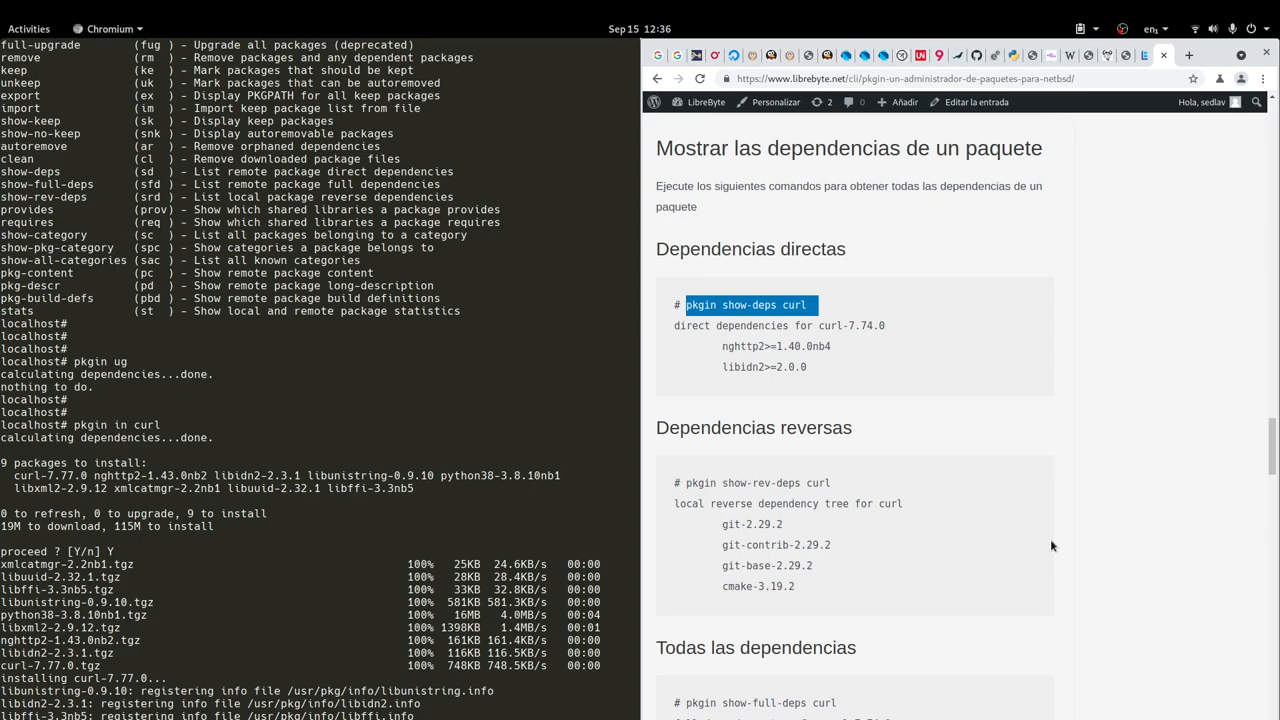 Activities
Chromium
Sep 15 12:36
en₁
full-upgrade (fug ) - Upgrade all packages (deprecated)
remove (rm ) - Remove packages and any dependent packages
keep (ke ) - Mark packages that should be kept
unkeep (uk ) - Mark packages that can be autoremoved
export (ex ) - Display PKGPATH for all keep packages
import (im ) - Import keep package list from file
show-keep (sk ) - Display keep packages
show-no-keep (snk ) - Display autoremovable packages
autoremove (ar ) - Remove orphaned dependencies
clean (cl ) - Remove downloaded package files
show-deps (sd ) - List remote package direct dependencies
show-full-deps (sfd ) - List remote package full dependencies
show-rev-deps (srd ) - List local package reverse dependencies
provides (prov) - Show which shared libraries a package provides
requires (req ) - Show which shared libraries a package requires
show-category (sc ) - List all packages belonging to a category
show-pkg-category (spc ) - Show categories a package belongs to
show-all-categories (sac ) - List all known categories
pkg-content (pc ) - Show remote package content
pkg-descr (pd ) - Show remote package long-description
pkg-build-defs (pbd ) - Show remote package build definitions
stats (st ) - Show local and remote package statistics
localhost#
localhost#
localhost#
localhost# pkgin ug
calculating dependencies...done.
nothing to do.
localhost#
localhost#
localhost# pkgin in curl
calculating dependencies...done.
9 packages to install:
curl-7.77.0 nghttp2-1.43.0nb2 libidn2-2.3.1 libunistring-0.9.10 python38-3.8.10nb1
libxml2-2.9.12 xmlcatmgr-2.2nb1 libuuid-2.32.1 libffi-3.3nb5
0 to refresh, 0 to upgrade, 9 to install
19M to download, 115M to install
proceed ? [Y/n] Y
xmlcatmgr-2.2nb1.tgz 100% 25KB 24.6KB/s 00:00
libuuid-2.32.1.tgz 100% 28KB 28.4KB/s 00:00
libffi-3.3nb5.tgz 100% 33KB 32.8KB/s 00:00
libunistring-0.9.10.tgz 100% 581KB 581.3KB/s 00:00
python38-3.8.10nb1.tgz 100% 16MB 4.0MB/s 00:04
libxml2-2.9.12.tgz 100% 1398KB 1.4MB/s 00:01
nghttp2-1.43.0nb2.tgz 100% 161KB 161.4KB/s 00:00
libidn2-2.3.1.tgz 100% 116KB 116.5KB/s 00:00
curl-7.77.0.tgz 100% 748KB 748.5KB/s 00:00
installing curl-7.77.0...
libunistring-0.9.10: registering info file /usr/pkg/info/libunistring.info
libidn2-2.3.1: registering info file /usr/pkg/info/libidn2.info
libffi-3.3nb5: registering info file /usr/pkg/info/libffi.info
https://www.librebyte.net/cli/pkgin-un-administrador-de-paquetes-para-netbsd/
LibreByte
Personalizar
2
0
Añadir
Editar la entrada
Hola, sedlav
Mostrar las dependencias de un paquete
Ejecute los siguientes comandos para obtener todas las dependencias de un
paquete
Dependencias directas
# pkgin show-deps curl
direct dependencies for curl-7.74.0
nghttp2>=1.40.0nb4
libidn2>=2.0.0
Dependencias reversas
# pkgin show-rev-deps curl
local reverse dependency tree for curl
git-2.29.2
git-contrib-2.29.2
git-base-2.29.2
cmake-3.19.2
Todas las dependencias
# pkgin show-full-deps curl